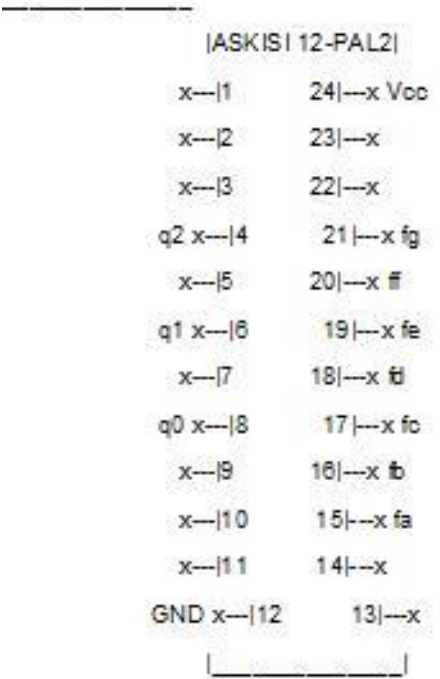 ____________________
|ASKISI 12-PAL2|
x---|1 24|---x Vcc
x---|2 23|---x
x---|3 22|---x
q2 x---|4 21|---x fg
x---|5 20|---x ff
q1 x---|6 19|---x fe
x---|7 18|---x fd
q0 x---|8 17|---x fc
x---|9 16|---x fb
x---|10 15|---x fa
x---|11 14|---x
GND x---|12 13|---x
|____________________|